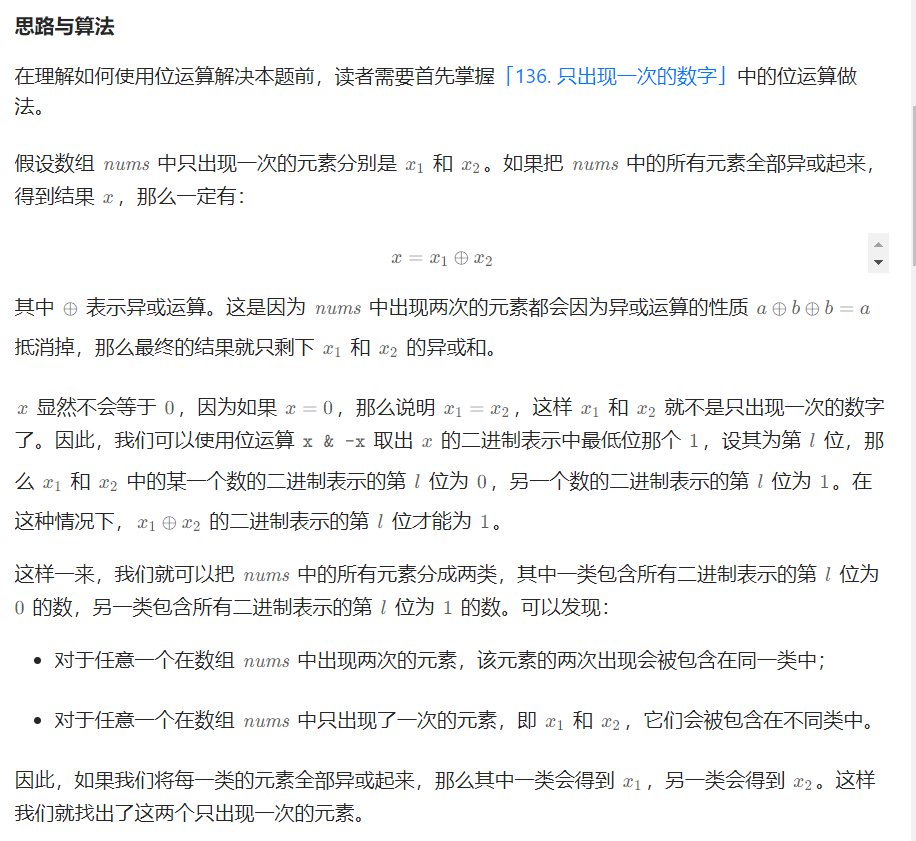 思路与算法
在理解如何使用位运算解决本题前，读者需要首先掌握「136. 只出现一次的数字」中的位运算做
法。
假设数组 nums 中只出现一次的元素分别是 x₁ 和 x₂。如果把 nums 中的所有元素全部异或起来，
得到结果 x，那么一定有：
x = x₁ ⊕ x₂
其中 ⊕ 表示异或运算。这是因为 nums 中出现两次的元素都会因为异或运算的性质 a ⊕ b ⊕ b = a
抵消掉，那么最终的结果就只剩下 x₁ 和 x₂ 的异或和。
x 显然不会等于 0，因为如果 x = 0，那么说明 x₁ = x₂，这样 x₁ 和 x₂ 就不是只出现一次的数字
了。因此，我们可以使用位运算 x & -x 取出 x 的二进制表示中最低位那个 1，设其为第 l 位，那
么 x₁ 和 x₂ 中的某一个数的二进制表示的第 l 位为 0，另一个数的二进制表示的第 l 位为 1。在
这种情况下，x₁ ⊕ x₂ 的二进制表示的第 l 位才能为 1。
这样一来，我们就可以把 nums 中的所有元素分成两类，其中一类包含所有二进制表示的第 l 位为
0 的数，另一类包含所有二进制表示的第 l 位为 1 的数。可以发现：
• 对于任意一个在数组 nums 中出现两次的元素，该元素的两次出现会被包含在同一类中；
• 对于任意一个在数组 nums 中只出现了一次的元素，即 x₁ 和 x₂，它们会被包含在不同类中。
因此，如果我们将每一类的元素全部异或起来，那么其中一类会得到 x₁，另一类会得到 x₂。这样
我们就找出了这两个只出现一次的元素。